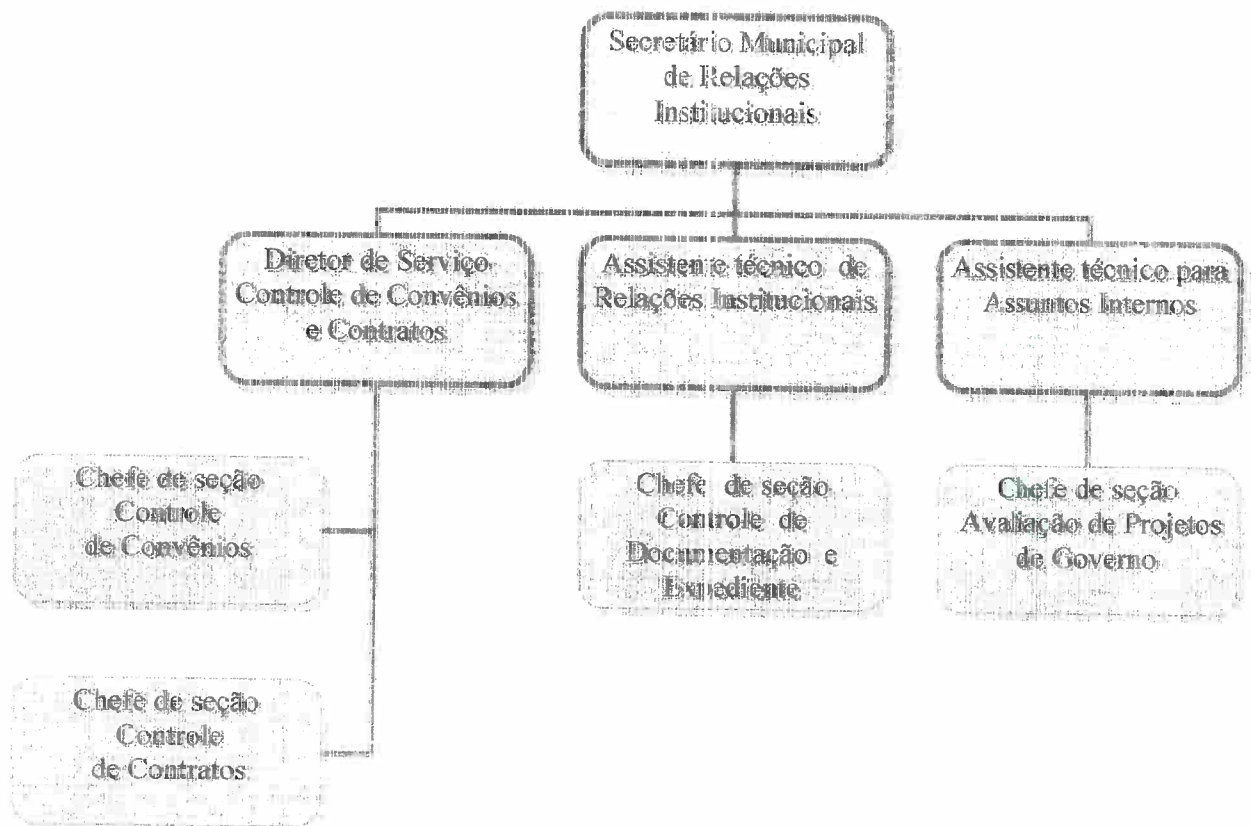 Secretário Municipal
de Relações
Institucionais
Diretor de Serviço
Controle de Convênios
e Contratos
Assistente técnico de
Relações Institucionais
Assistente técnico para
Assuntos Internos
Chefe de seção
Controle
de Convênios
Chefe de seção
Controle de
Documentação e
Expediente
Chefe de seção
Avaliação de Projetos
de Governo
Chefe de seção
Controle
de Contratos